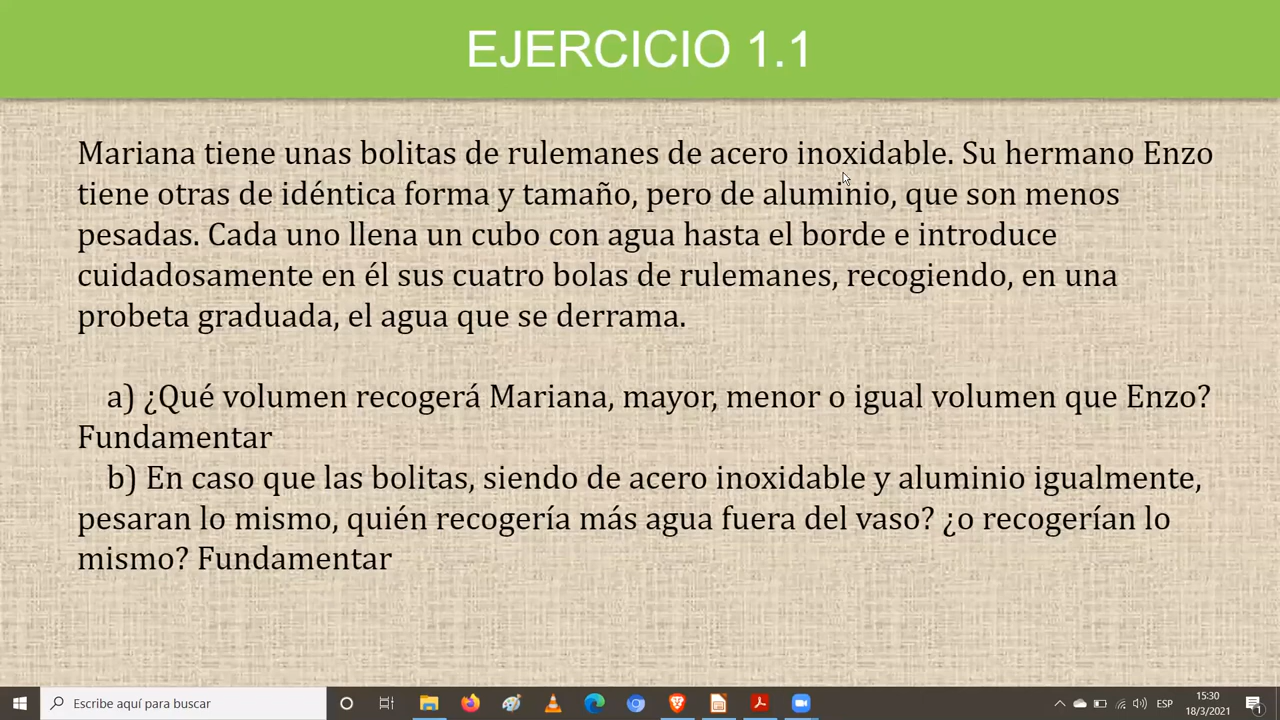 EJERCICIO 1.1
Mariana tiene unas bolitas de rulemanes de acero inoxidable. Su hermano Enzo
tiene otras de idéntica forma y tamaño, pero de aluminio, que son menos
pesadas. Cada uno llena un cubo con agua hasta el borde e introduce
cuidadosamente en él sus cuatro bolas de rulemanes, recogiendo, en una
probeta graduada, el agua que se derrama.
a) ¿Qué volumen recogerá Mariana, mayor, menor o igual volumen que Enzo?
Fundamentar
b) En caso que las bolitas, siendo de acero inoxidable y aluminio igualmente,
pesaran lo mismo, quién recogería más agua fuera del vaso? ¿o recogerían lo
mismo? Fundamentar
Escribe aquí para buscar
ESP
15:30
18/3/2021
1